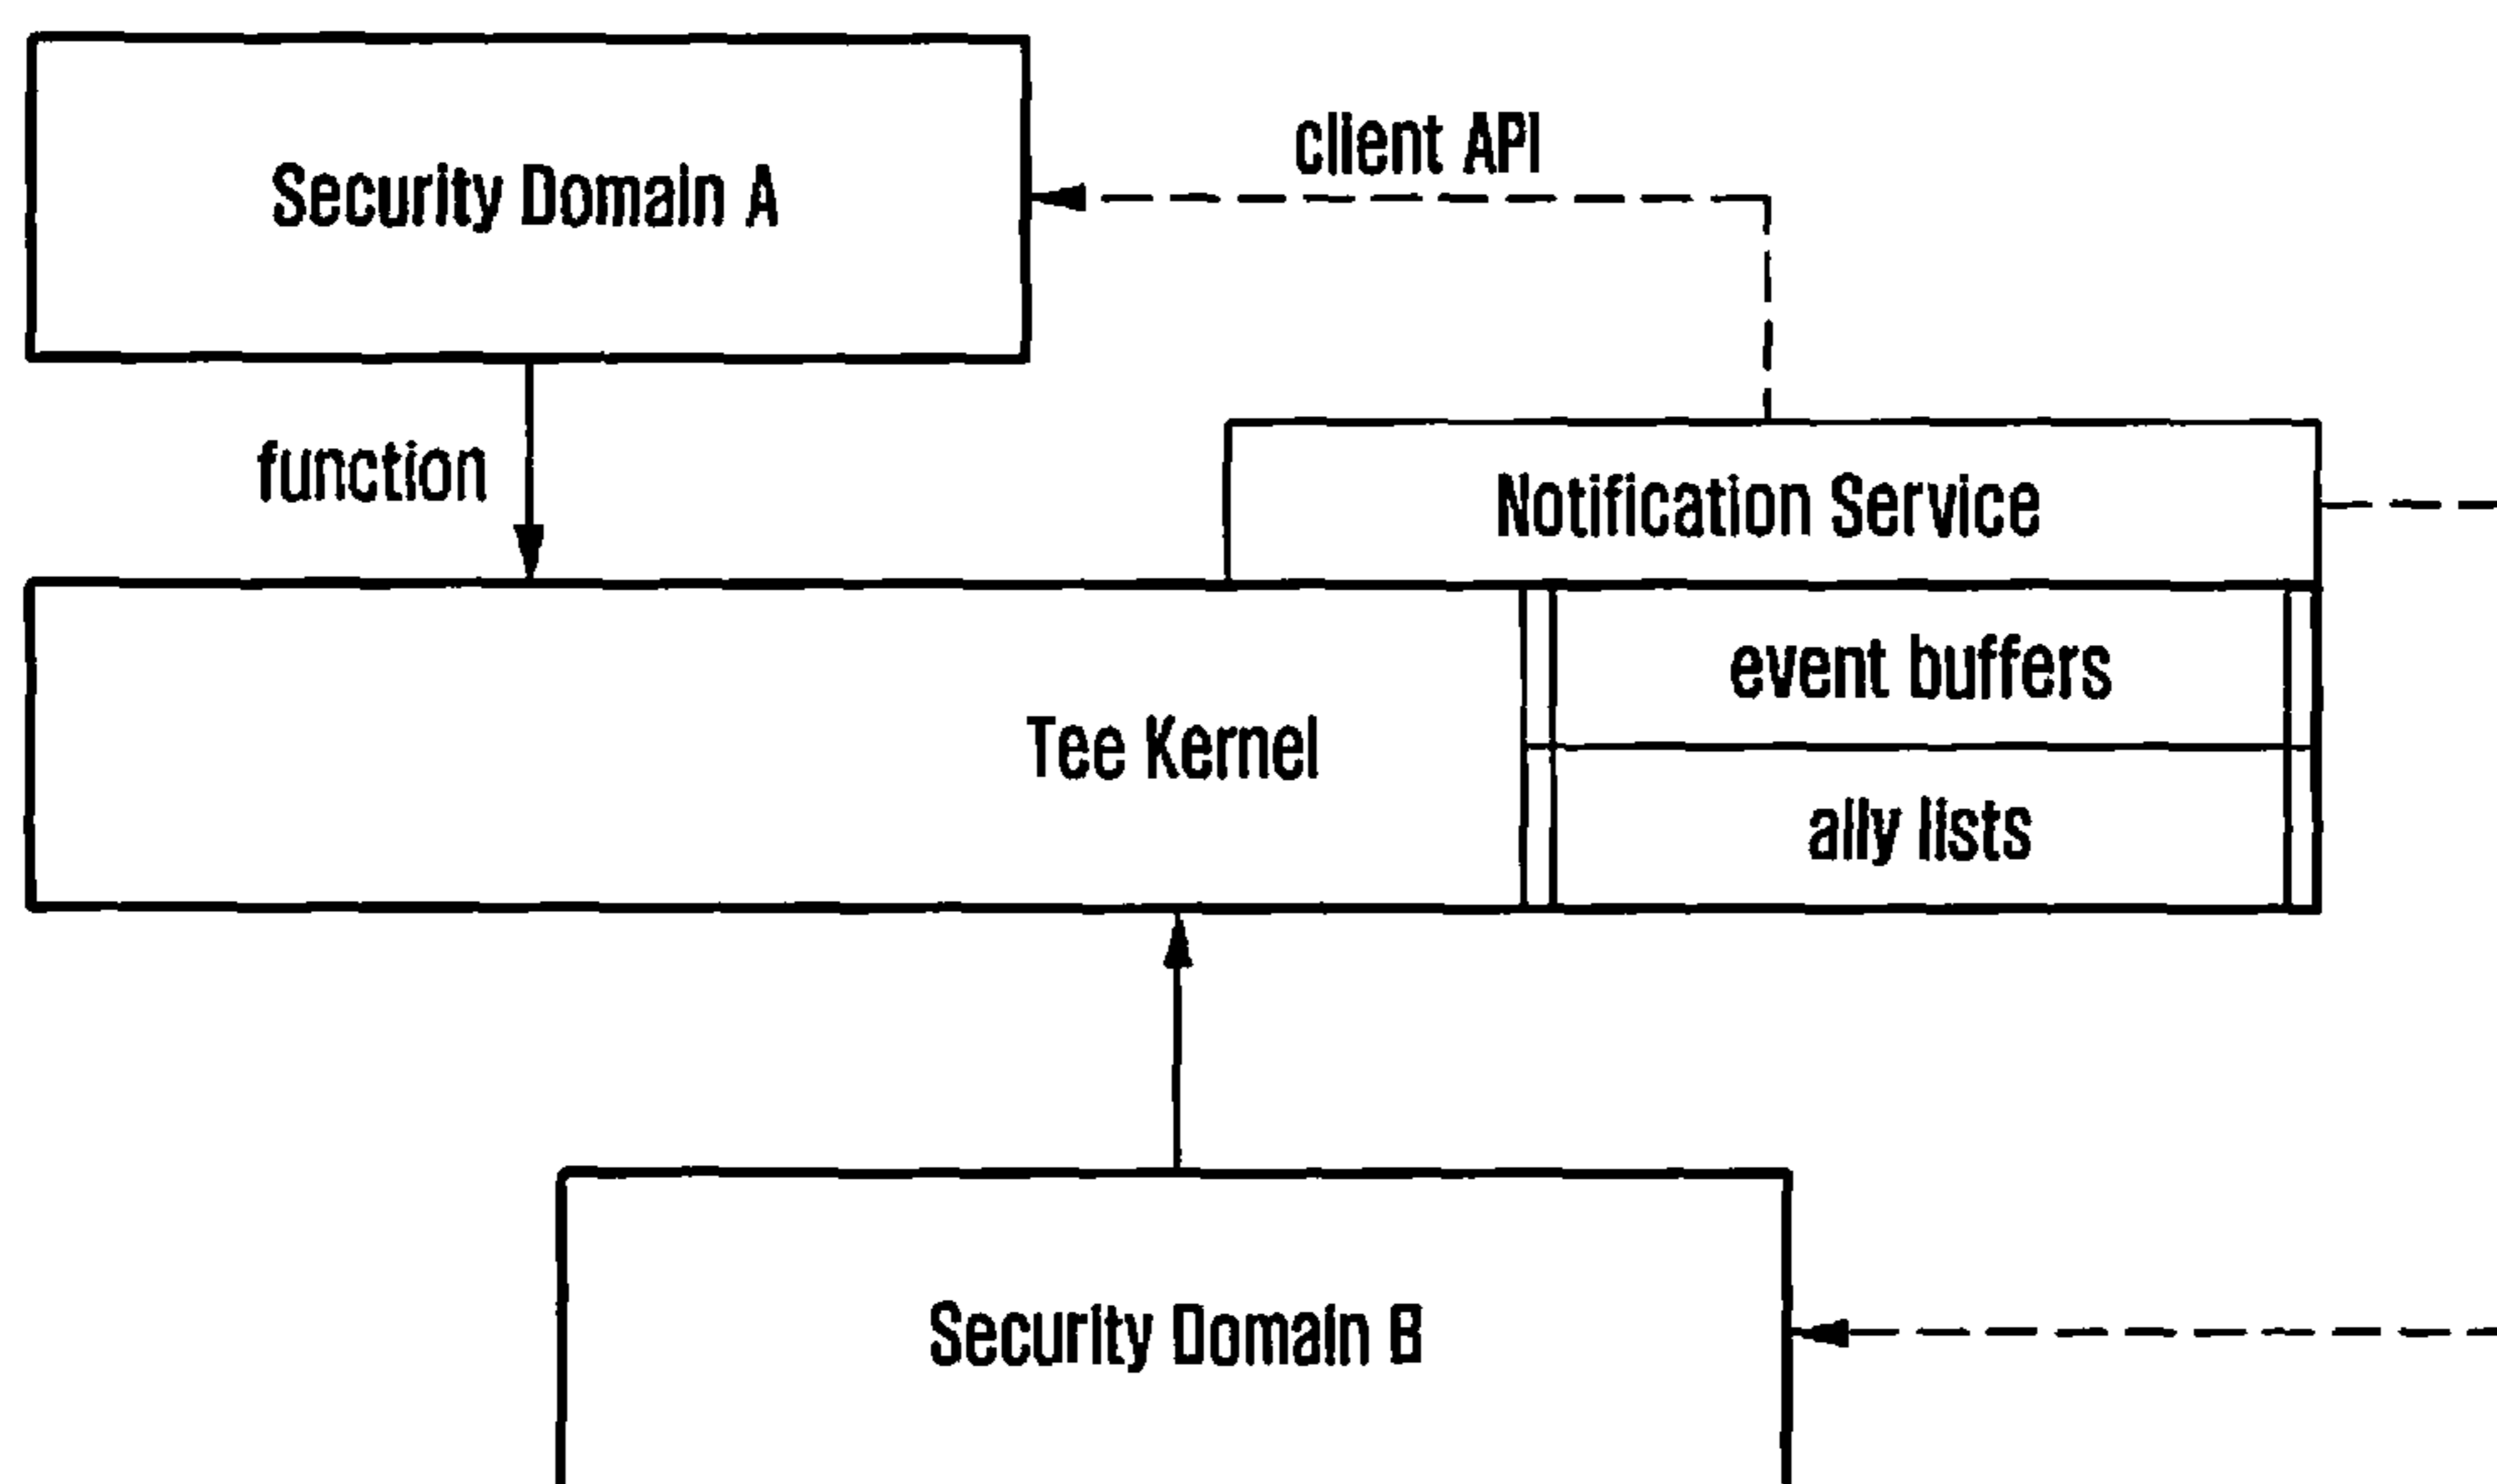 client API
Security Domain A
function
Notification Service
event buffers
Tee Kernel
ally lists
Security Domain B